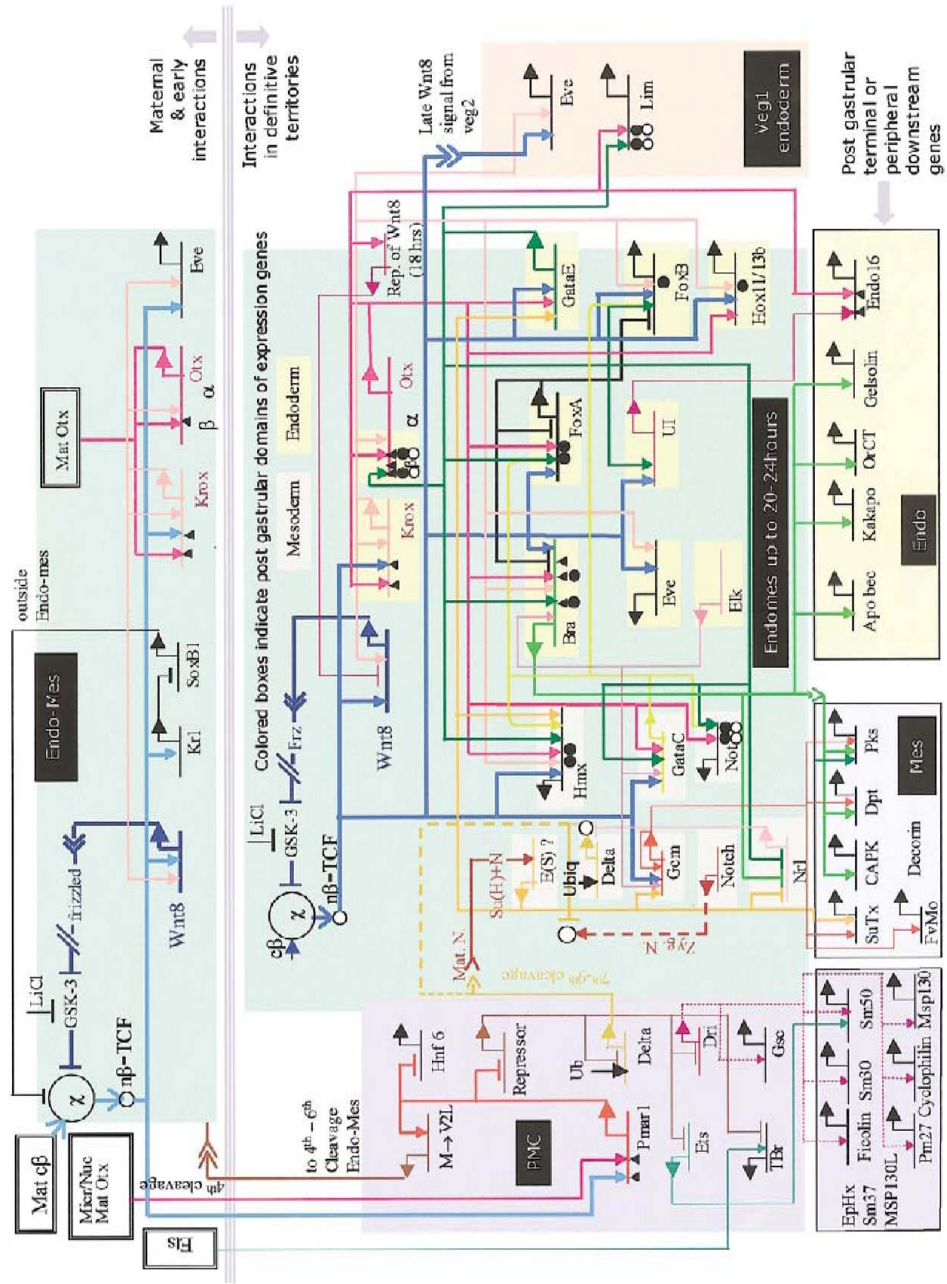 Maternal
& early
interactions
Interactions
in definitive
territories
Mat cβ
Micr/Nuc
Mat Otx
Ets
LiCl
GSK-3
frizzled
χ
nβ-TCF
Endo-Mes
outside
Endo-mes
Mat Otx
Wnt8
Kr1
SoxB1
Krox
β
α
Otx
Eve
4th cleavage
to 4th – 6th
Cleavage
Endo-Mes
Colored boxes indicate post gastrular domains of expression genes
Mesoderm
Endoderm
LiCl
GSK-3
Frz
cβ
χ
nβ-TCF
Wnt8
Krox
β
α
Otx
Rep. of Wnt8
(18 hrs)
Late Wnt8
signal from
veg2
Eve
Lim
Veg1
endoderm
PMC
M→V2L
Hnf 6
Pmar1
Repressor
Ub
Delta
Ets
Dri
TBr
Gsc
Mat. N
Su(H)+N
7th-9th cleavage
E(S) ?
Ubiq
Delta
Zyg. N.
Notch
Gcm
Nrl
Hmx
GataC
Not
Bra
FoxA
GataE
Eve
UI
FoxB
Elk
Hox11/13b
Endomes up to 20-24hours
Post gastrular
terminal or
peripheral
downstream
genes
EpHx
Sm37
MSP130L
Ficolin
Sm30
Sm50
Pm27
Cyclophilin
Msp130
SuTx
CAPK
Dpt
Pks
FvMo
Decorin
Mes
Apobec
Kakapo
OrCT
Gelsolin
Endo16
Endo